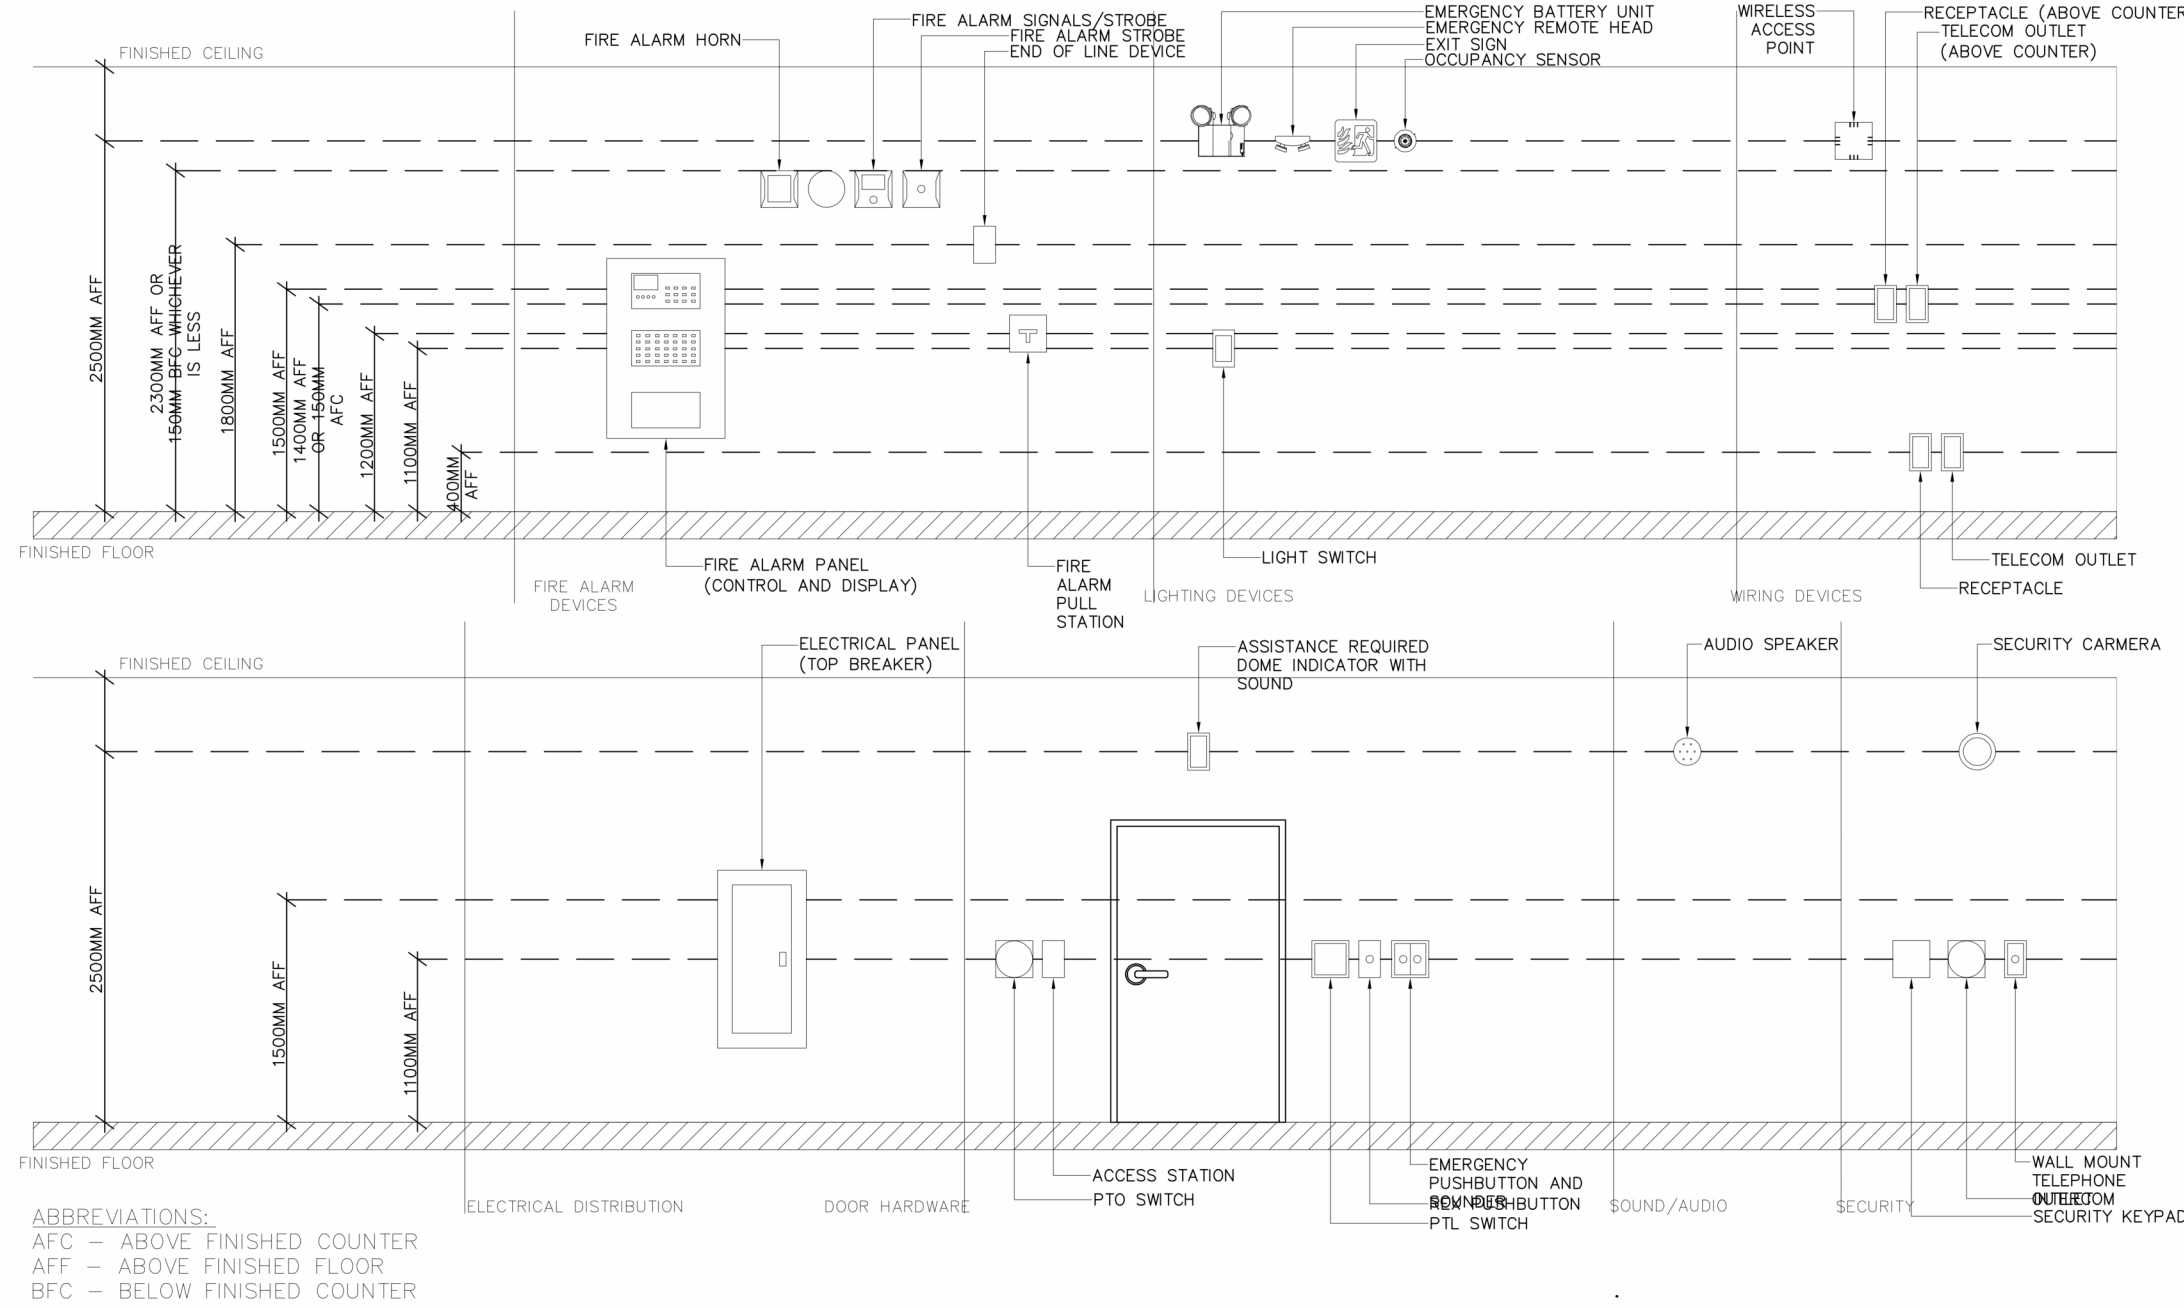 FINISHED CEILING
FIRE ALARM HORN
FIRE ALARM SIGNALS/STROBE
FIRE ALARM STROBE
END OF LINE DEVICE
EMERGENCY BATTERY UNIT
EMERGENCY REMOTE HEAD
EXIT SIGN
OCCUPANCY SENSOR
WIRELESS
ACCESS
POINT
RECEPTACLE (ABOVE COUNTER
TELECOM OUTLET
(ABOVE COUNTER)
2500MM AFF
2300MM AFF OR
150MM BFC WHICHEVER
IS LESS
1800MM AFF
1500MM AFF
1400MM AFF
OR 150MM
AFC
1200MM AFF
1100MM AFF
400MM
AFF
FINISHED FLOOR
FIRE ALARM
DEVICES
FIRE ALARM PANEL
(CONTROL AND DISPLAY)
FIRE
ALARM
PULL
STATION
LIGHT SWITCH
LIGHTING DEVICES
WIRING DEVICES
TELECOM OUTLET
RECEPTACLE
FINISHED CEILING
ELECTRICAL PANEL
(TOP BREAKER)
ASSISTANCE REQUIRED
DOME INDICATOR WITH
SOUND
AUDIO SPEAKER
SECURITY CARMERA
2500MM AFF
1500MM AFF
1100MM AFF
FINISHED FLOOR
ELECTRICAL DISTRIBUTION
DOOR HARDWARE
ACCESS STATION
PTO SWITCH
EMERGENCY
PUSHBUTTON AND
SOUNDER
REX PUSHBUTTON
PTL SWITCH
SOUND/AUDIO
SECURITY
WALL MOUNT
TELEPHONE
OUTLET
INTERCOM
SECURITY KEYPAD
ABBREVIATIONS:
AFC – ABOVE FINISHED COUNTER
AFF – ABOVE FINISHED FLOOR
BFC – BELOW FINISHED COUNTER